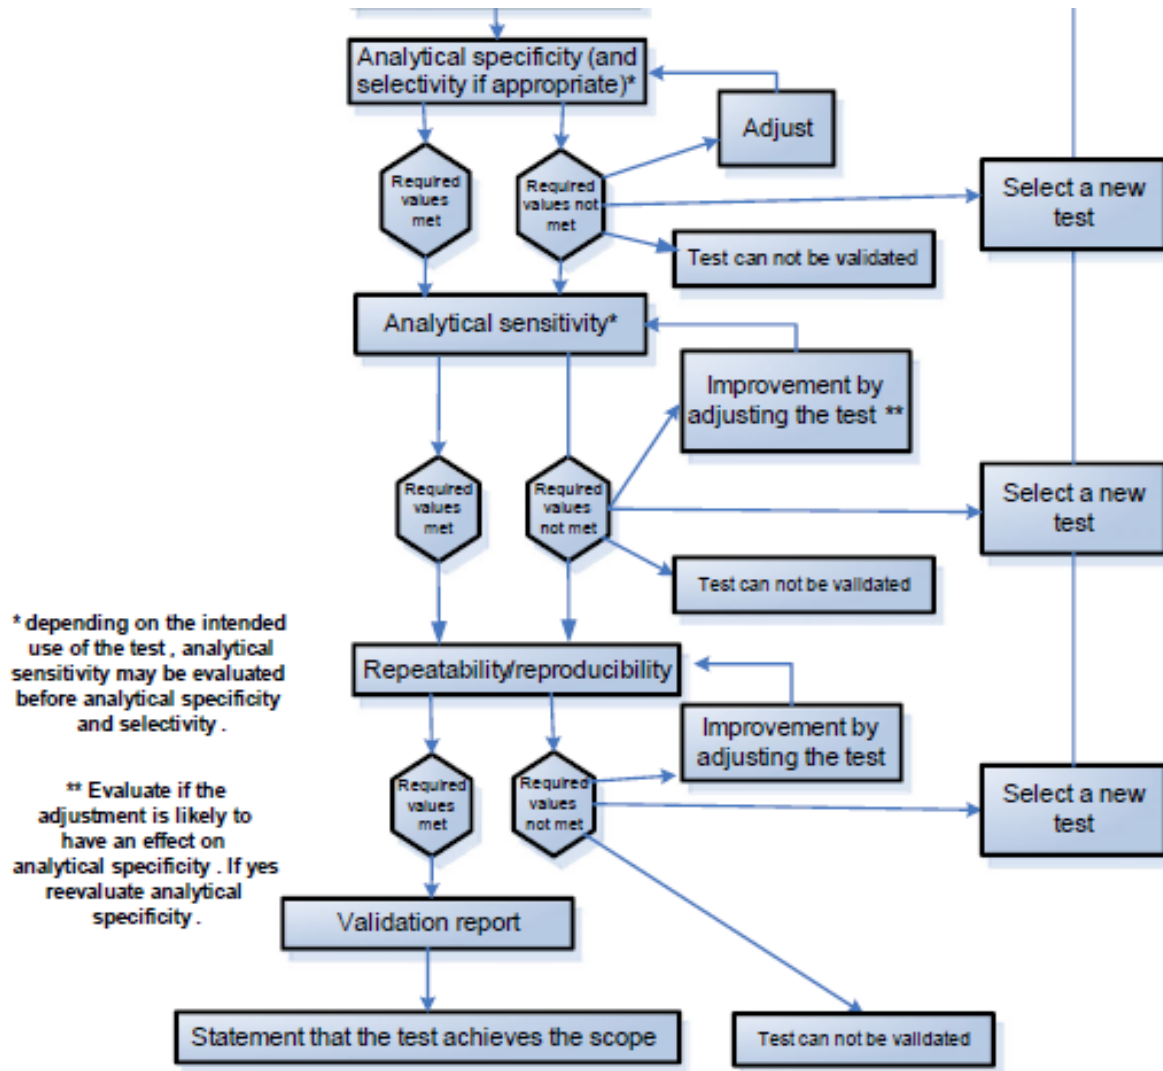 Analytical specificity (and
selectivity if appropriate)*
Adjust
Required
values
met
Required
values not
met
Select a new
test
Test can not be validated
Analytical sensitivity*
Improvement by
adjusting the test **
Required
values
met
Required
values
not met
Select a new
test
Test can not be validated
* depending on the intended
use of the test , analytical
sensitivity may be evaluated
before analytical specificity
and selectivity .
Repeatability/reproducibility
Improvement by
adjusting the test
** Evaluate if the
adjustment is likely to
have an effect on
analytical specificity . If yes
reevaluate analytical
specificity .
Required
values
met
Required
values
not met
Select a new
test
Validation report
Statement that the test achieves the scope
Test can not be validated